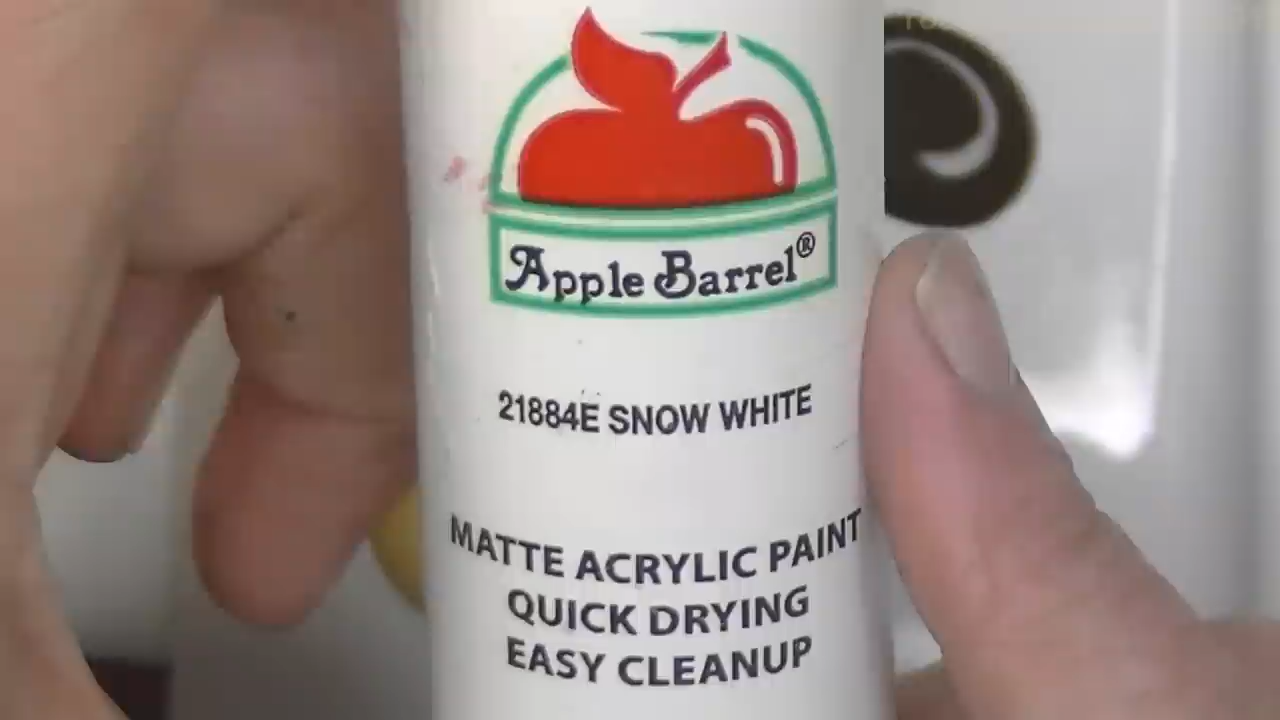 Apple Barrel®
21884E SNOW WHITE
MATTE ACRYLIC PAINT
QUICK DRYING
EASY CLEANUP